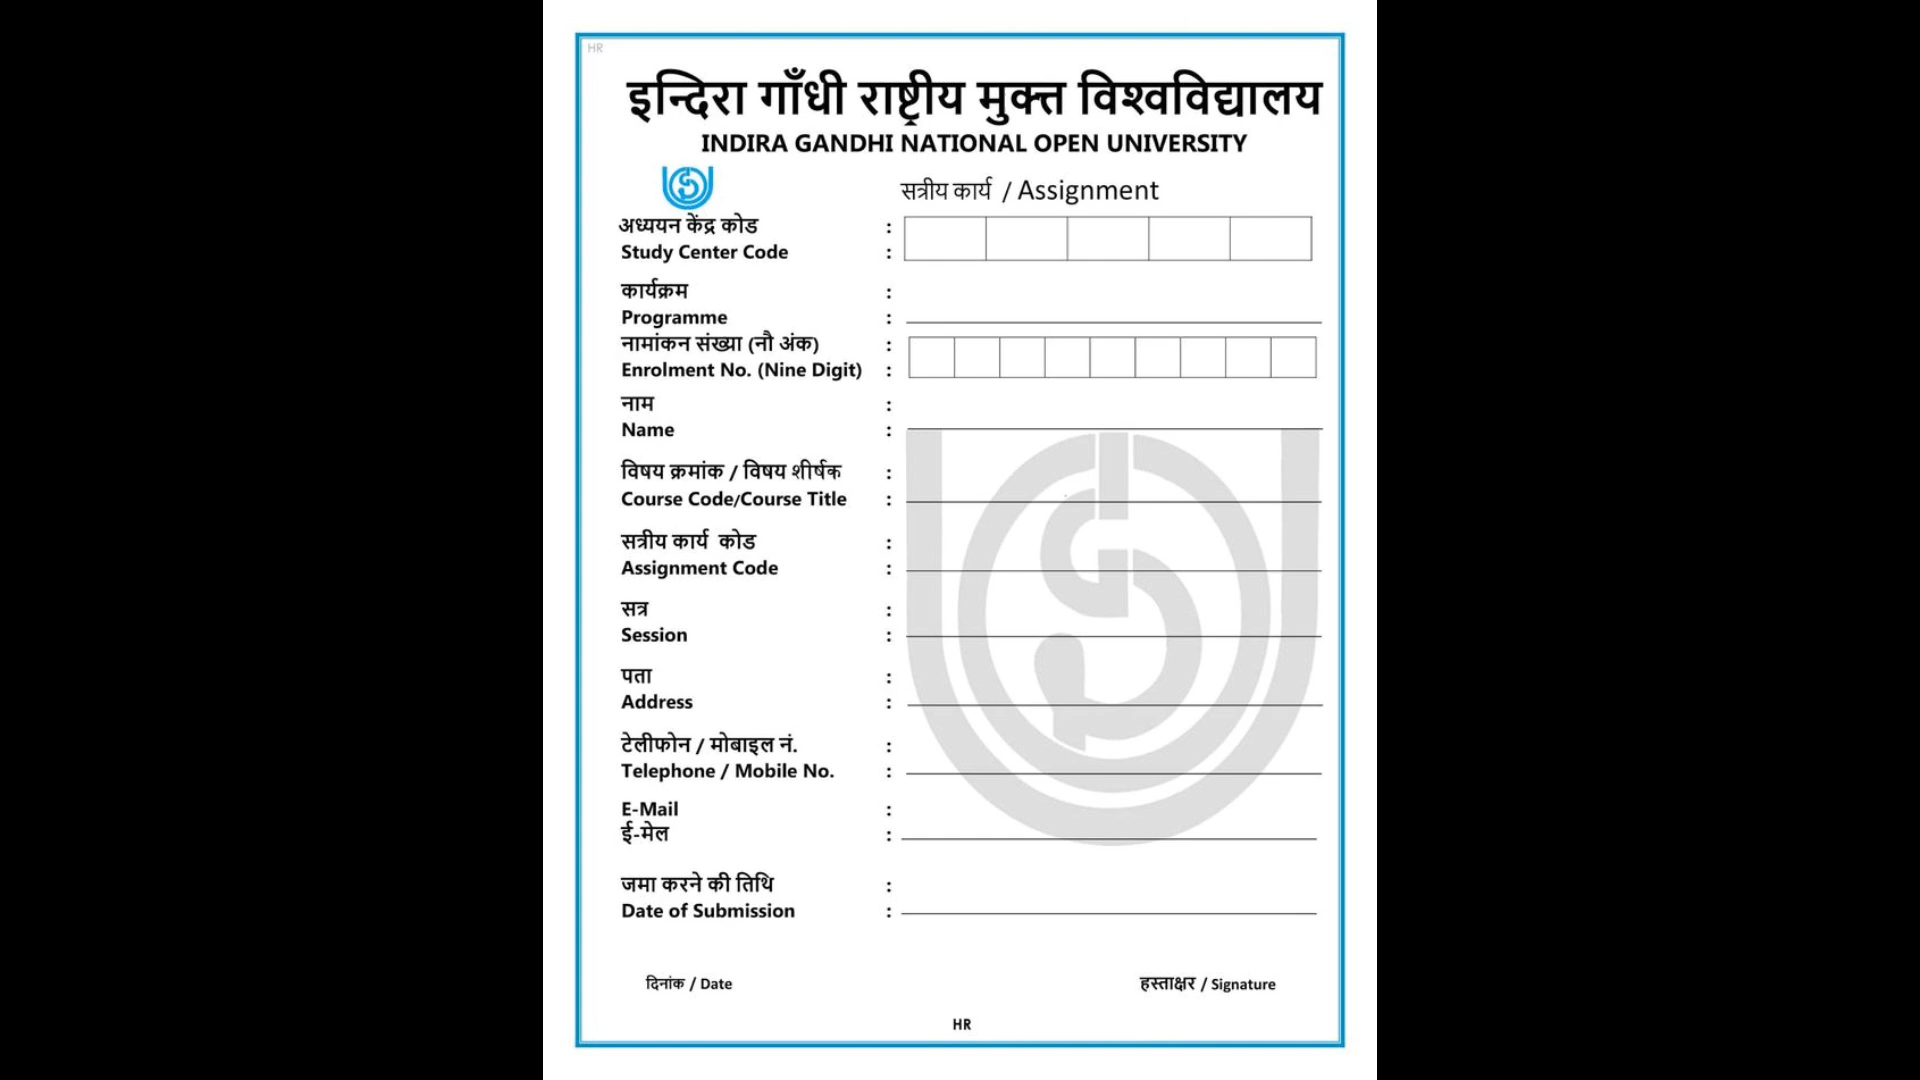 HR
इन्दिरा गाँधी राष्ट्रीय मुक्त विश्वविद्यालय
INDIRA GANDHI NATIONAL OPEN UNIVERSITY
सत्रीय कार्य / Assignment
अध्ययन केंद्र कोड :
Study Center Code :
कार्यक्रम :
Programme :
नामांकन संख्या (नौ अंक) :
Enrolment No. (Nine Digit) :
नाम :
Name :
विषय क्रमांक / विषय शीर्षक :
Course Code/Course Title :
सत्रीय कार्य कोड :
Assignment Code :
सत्र :
Session :
पता :
Address :
टेलीफोन / मोबाइल नं. :
Telephone / Mobile No. :
E-Mail :
ई-मेल :
जमा करने की तिथि :
Date of Submission :
दिनांक / Date हस्ताक्षर / Signature
HR